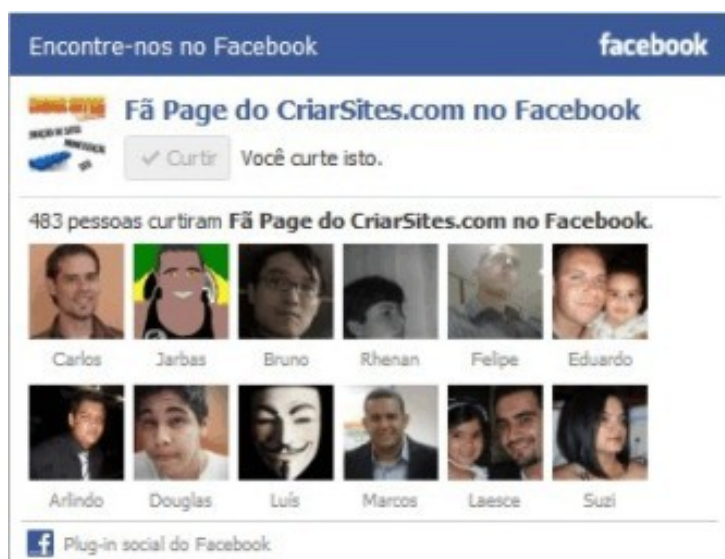 Encontre-nos no Facebook facebook
Fã Page do CriarSites.com no Facebook
Curtir Você curte isto.
483 pessoas curtiram Fã Page do CriarSites.com no Facebook.
Carlos Jarbas Bruno Rhenan Felipe Eduardo
Arlindo Douglas Luís Marcos Laesce Suzi
Plug-in social do Facebook